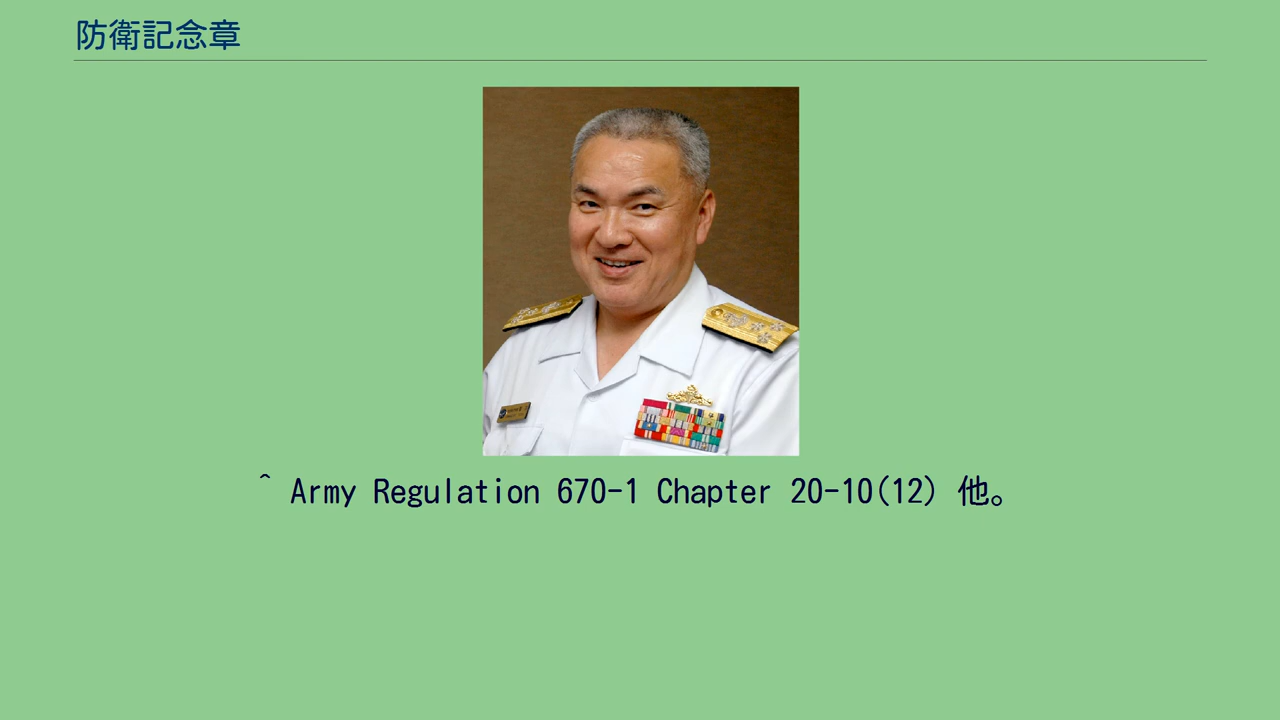 防衛記念章
^ Army Regulation 670-1 Chapter 20-10(12) 他。